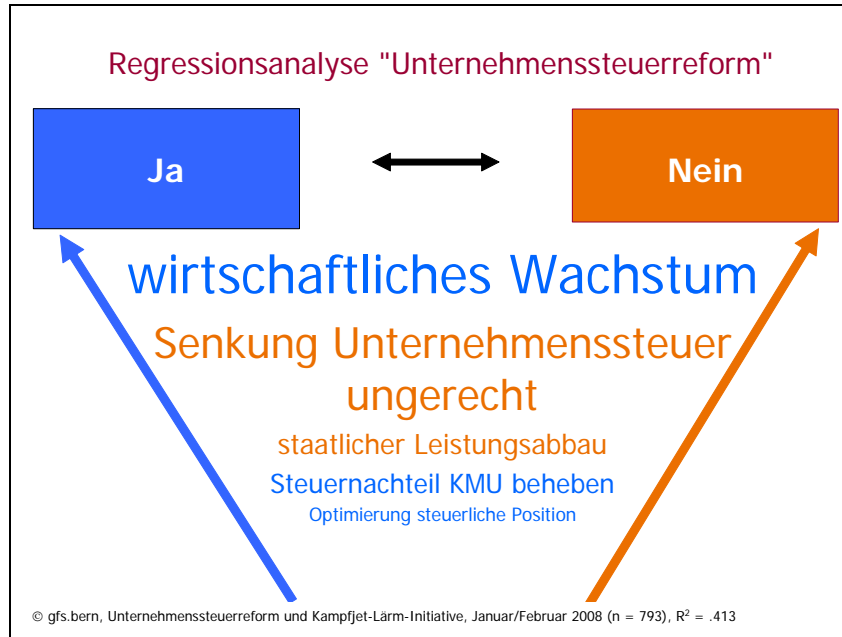 Regressionsanalyse "Unternehmenssteuerreform"
Ja
Nein
wirtschaftliches Wachstum
Senkung Unternehmenssteuer
ungerecht
staatlicher Leistungsabbau
Steuernachteil KMU beheben
Optimierung steuerliche Position
© gfs.bern, Unternehmenssteuerreform und Kampfjet-Lärm-Initiative, Januar/Februar 2008 (n = 793), R² = .413